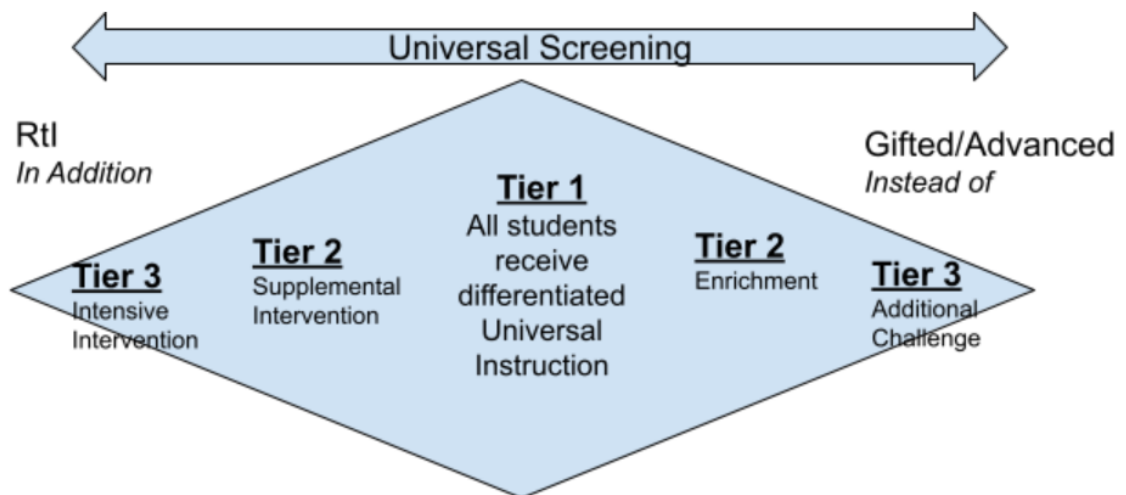 Universal Screening
RtI
In Addition
Gifted/Advanced
Instead of
Tier 3
Intensive
Intervention
Tier 2
Supplemental
Intervention
Tier 1
All students
receive
differentiated
Universal
Instruction
Tier 2
Enrichment
Tier 3
Additional
Challenge